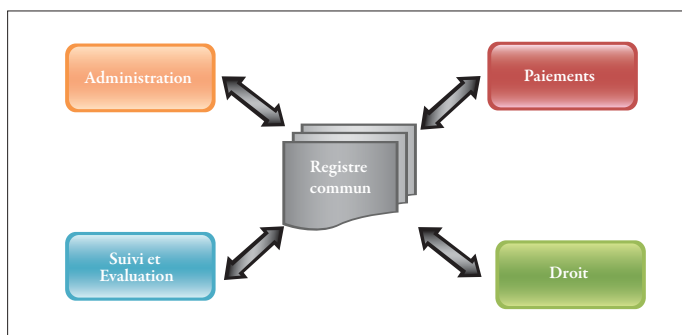 Administration
Paiements
Registre
commun
Suivi et
Evaluation
Droit